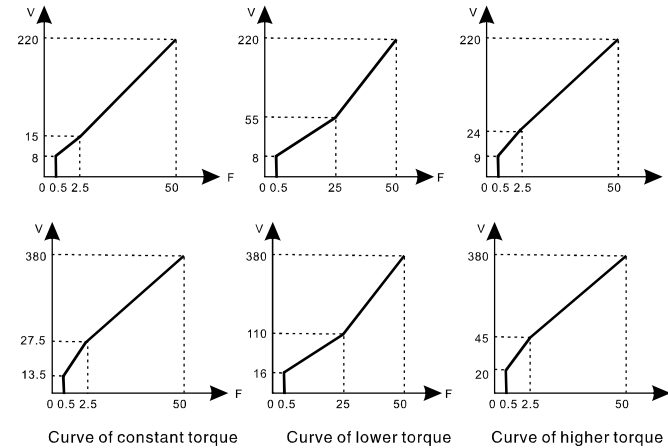 V
220
15
8
0 0.5 2.5 50 F
V
220
55
8
0 0.5 25 50 F
V
220
24
9
0 0.5 2.5 50 F
V
380
27.5
13.5
0 0.5 2.5 50 F
V
380
110
16
0 0.5 25 50 F
V
380
45
20
0 0.5 2.5 50
Curve of constant torque
Curve of lower torque
Curve of higher torque